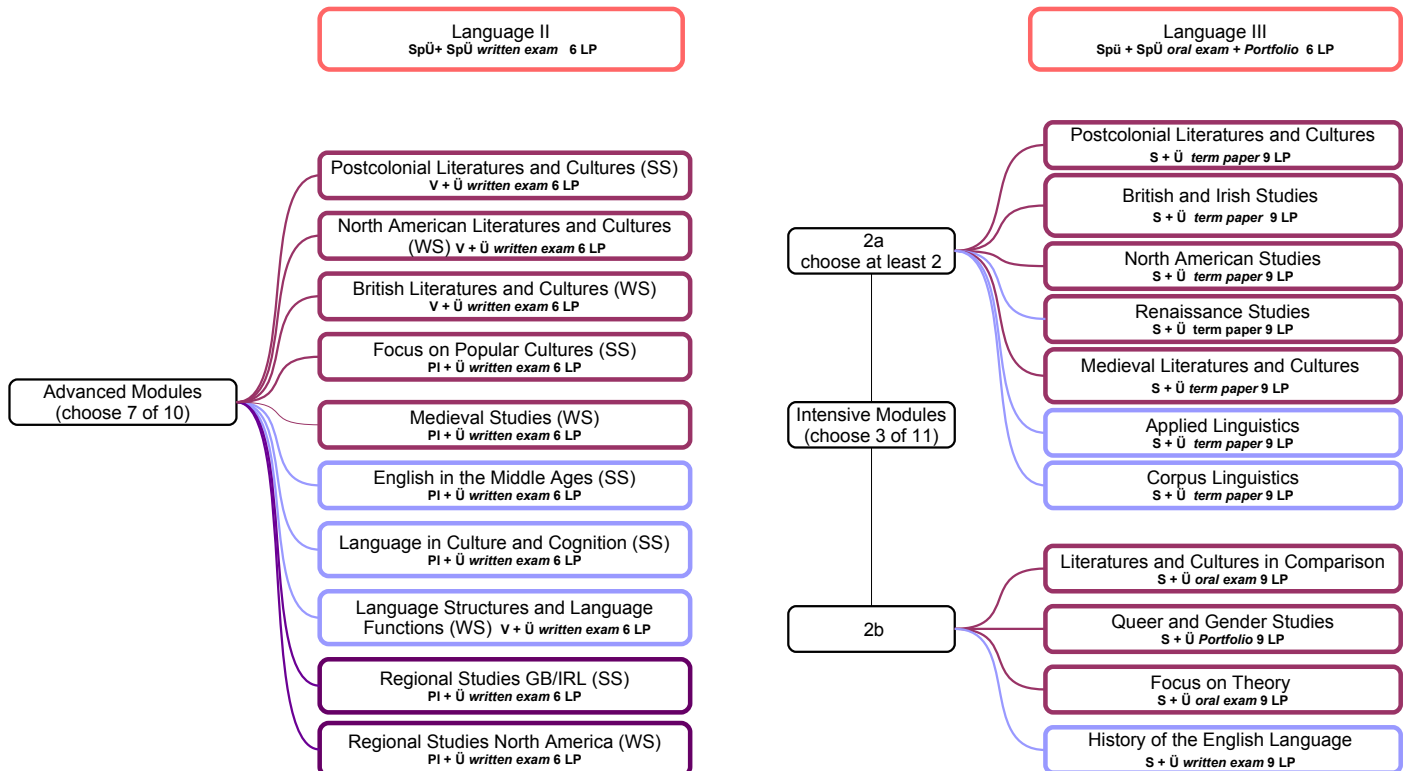 Language II
SpÜ+ SpÜ written exam 6 LP
Language III
Spü + SpÜ oral exam + Portfolio 6 LP
Advanced Modules
(choose 7 of 10)
Postcolonial Literatures and Cultures (SS)
V + Ü written exam 6 LP
North American Literatures and Cultures
(WS) V + Ü written exam 6 LP
British Literatures and Cultures (WS)
V + Ü written exam 6 LP
Focus on Popular Cultures (SS)
PI + Ü written exam 6 LP
Medieval Studies (WS)
PI + Ü written exam 6 LP
English in the Middle Ages (SS)
PI + Ü written exam 6 LP
Language in Culture and Cognition (SS)
PI + Ü written exam 6 LP
Language Structures and Language
Functions (WS) V + Ü written exam 6 LP
Regional Studies GB/IRL (SS)
PI + Ü written exam 6 LP
Regional Studies North America (WS)
PI + Ü written exam 6 LP
Intensive Modules
(choose 3 of 11)
2a
choose at least 2
Postcolonial Literatures and Cultures
S + Ü term paper 9 LP
British and Irish Studies
S + Ü term paper 9 LP
North American Studies
S + Ü term paper 9 LP
Renaissance Studies
S + Ü term paper 9 LP
Medieval Literatures and Cultures
S + Ü term paper 9 LP
Applied Linguistics
S + Ü term paper 9 LP
Corpus Linguistics
S + Ü term paper 9 LP
2b
Literatures and Cultures in Comparison
S + Ü oral exam 9 LP
Queer and Gender Studies
S + Ü Portfolio 9 LP
Focus on Theory
S + Ü oral exam 9 LP
History of the English Language
S + Ü written exam 9 LP